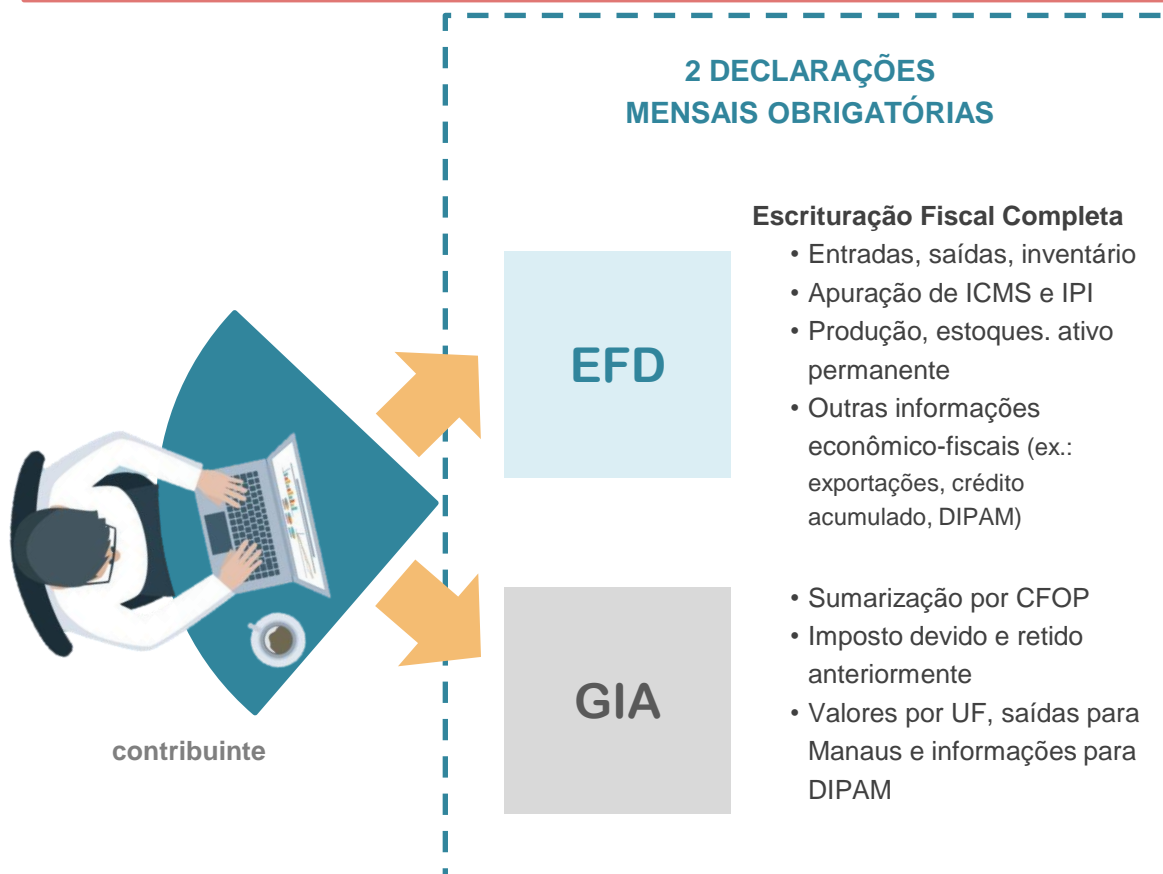 2 DECLARAÇÕES
MENSAIS OBRIGATÓRIAS
Escrituração Fiscal Completa
• Entradas, saídas, inventário
• Apuração de ICMS e IPI
• Produção, estoques. ativo
permanente
• Outras informações
econômico-fiscais (ex.:
exportações, crédito
acumulado, DIPAM)
EFD
• Sumarização por CFOP
• Imposto devido e retido
anteriormente
• Valores por UF, saídas para
Manaus e informações para
DIPAM
GIA
contribuinte